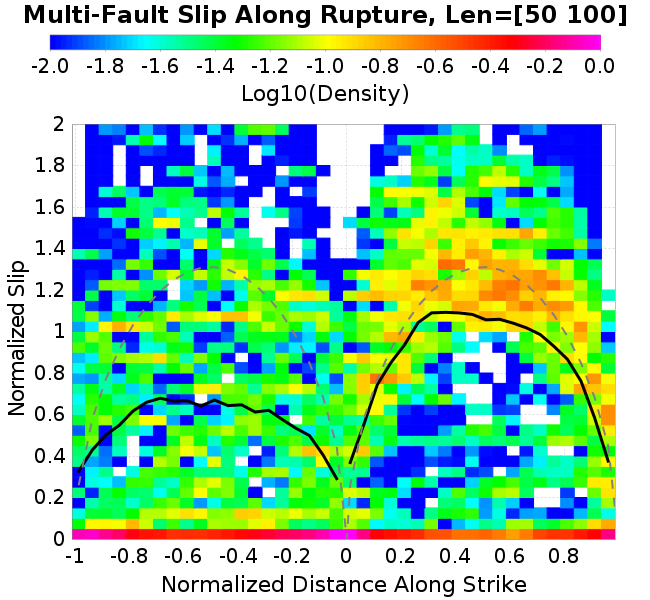 Multi-Fault Slip Along Rupture, Len=[50 100]
-2.0 -1.8 -1.6 -1.4 -1.2 -1.0 -0.8 -0.6 -0.4 -0.2 0.0
Log10(Density)
2
1.8
1.6
1.4
1.2
1
0.8
0.6
0.4
0.2
0
Normalized Slip
-1 -0.8 -0.6 -0.4 -0.2 0 0.2 0.4 0.6 0.8
Normalized Distance Along Strike